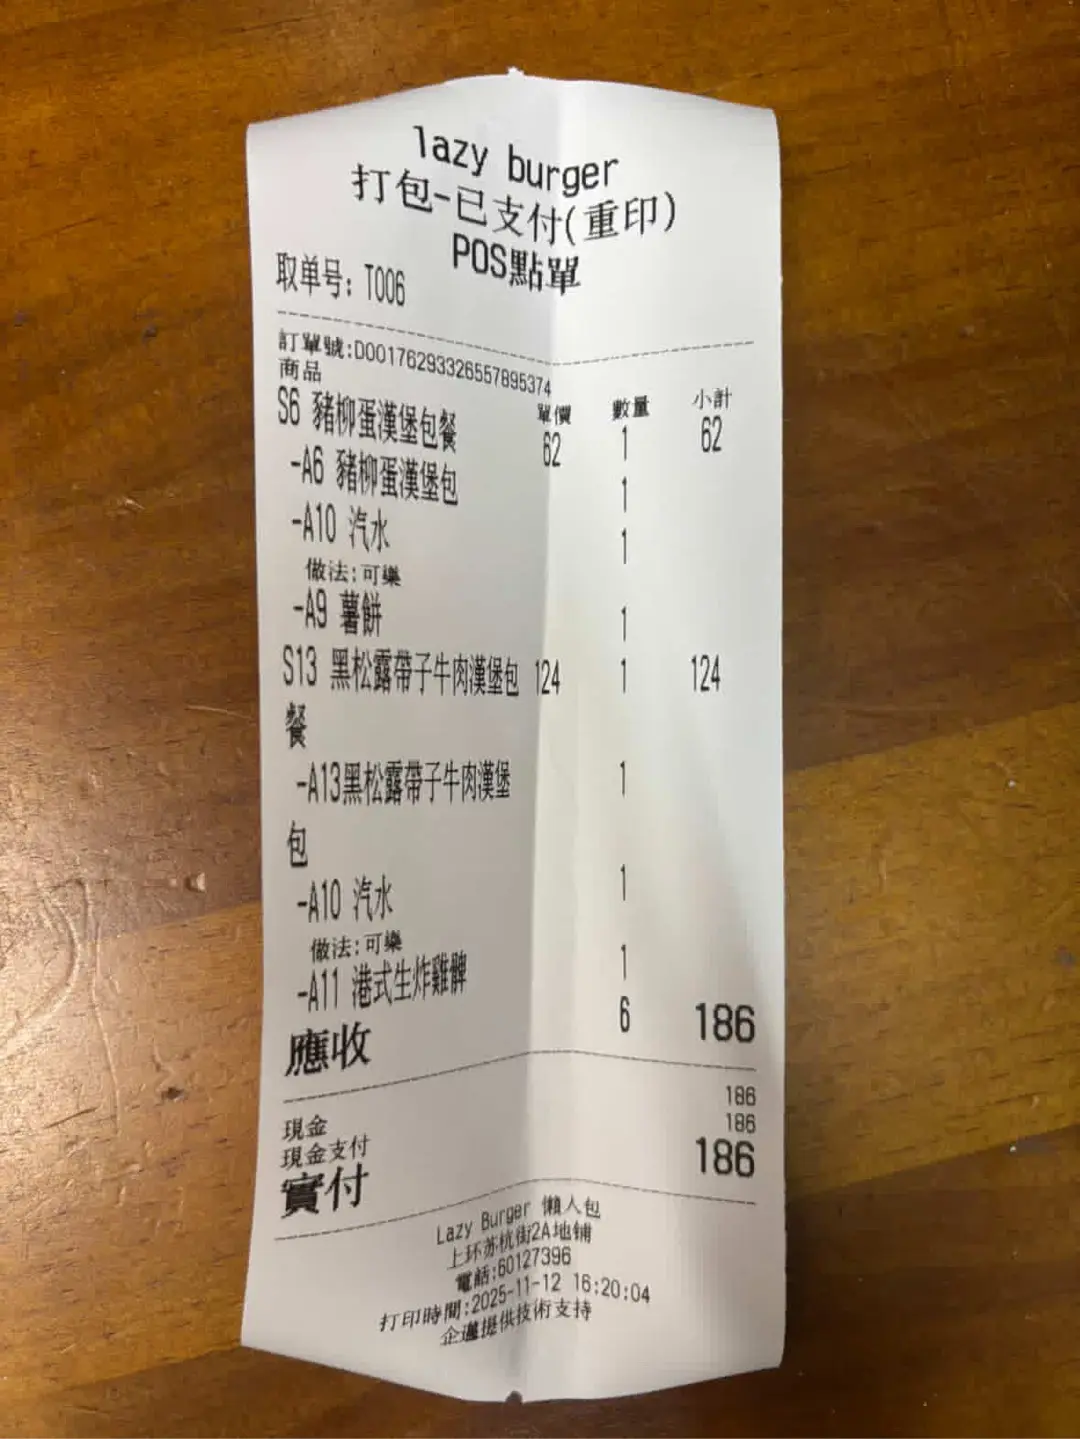 lazy burger
打包-已支付(重印)
POS點單
取单号: T006
訂單號:D001762933265578953​74
商品 單價 數量 小計
S6 豬柳蛋漢堡包餐 62 1 62
-A6 豬柳蛋漢堡包 1
-A10 汽水 1
做法:可樂
-A9 薯餅 1
S13 黑松露帶子牛肉漢堡包 124 1 124
餐
-A13黑松露帶子牛肉漢堡 1
包
-A10 汽水 1
做法:可樂
-A11 港式生炸雞髀 1
應收 6 186
現金 186
現金支付 186
實付 186
Lazy Burger 懶人包
上环苏杭街2A地铺
電話:60127396
打印時間:2025-11-12 16:20:04
企邁提供技術支持